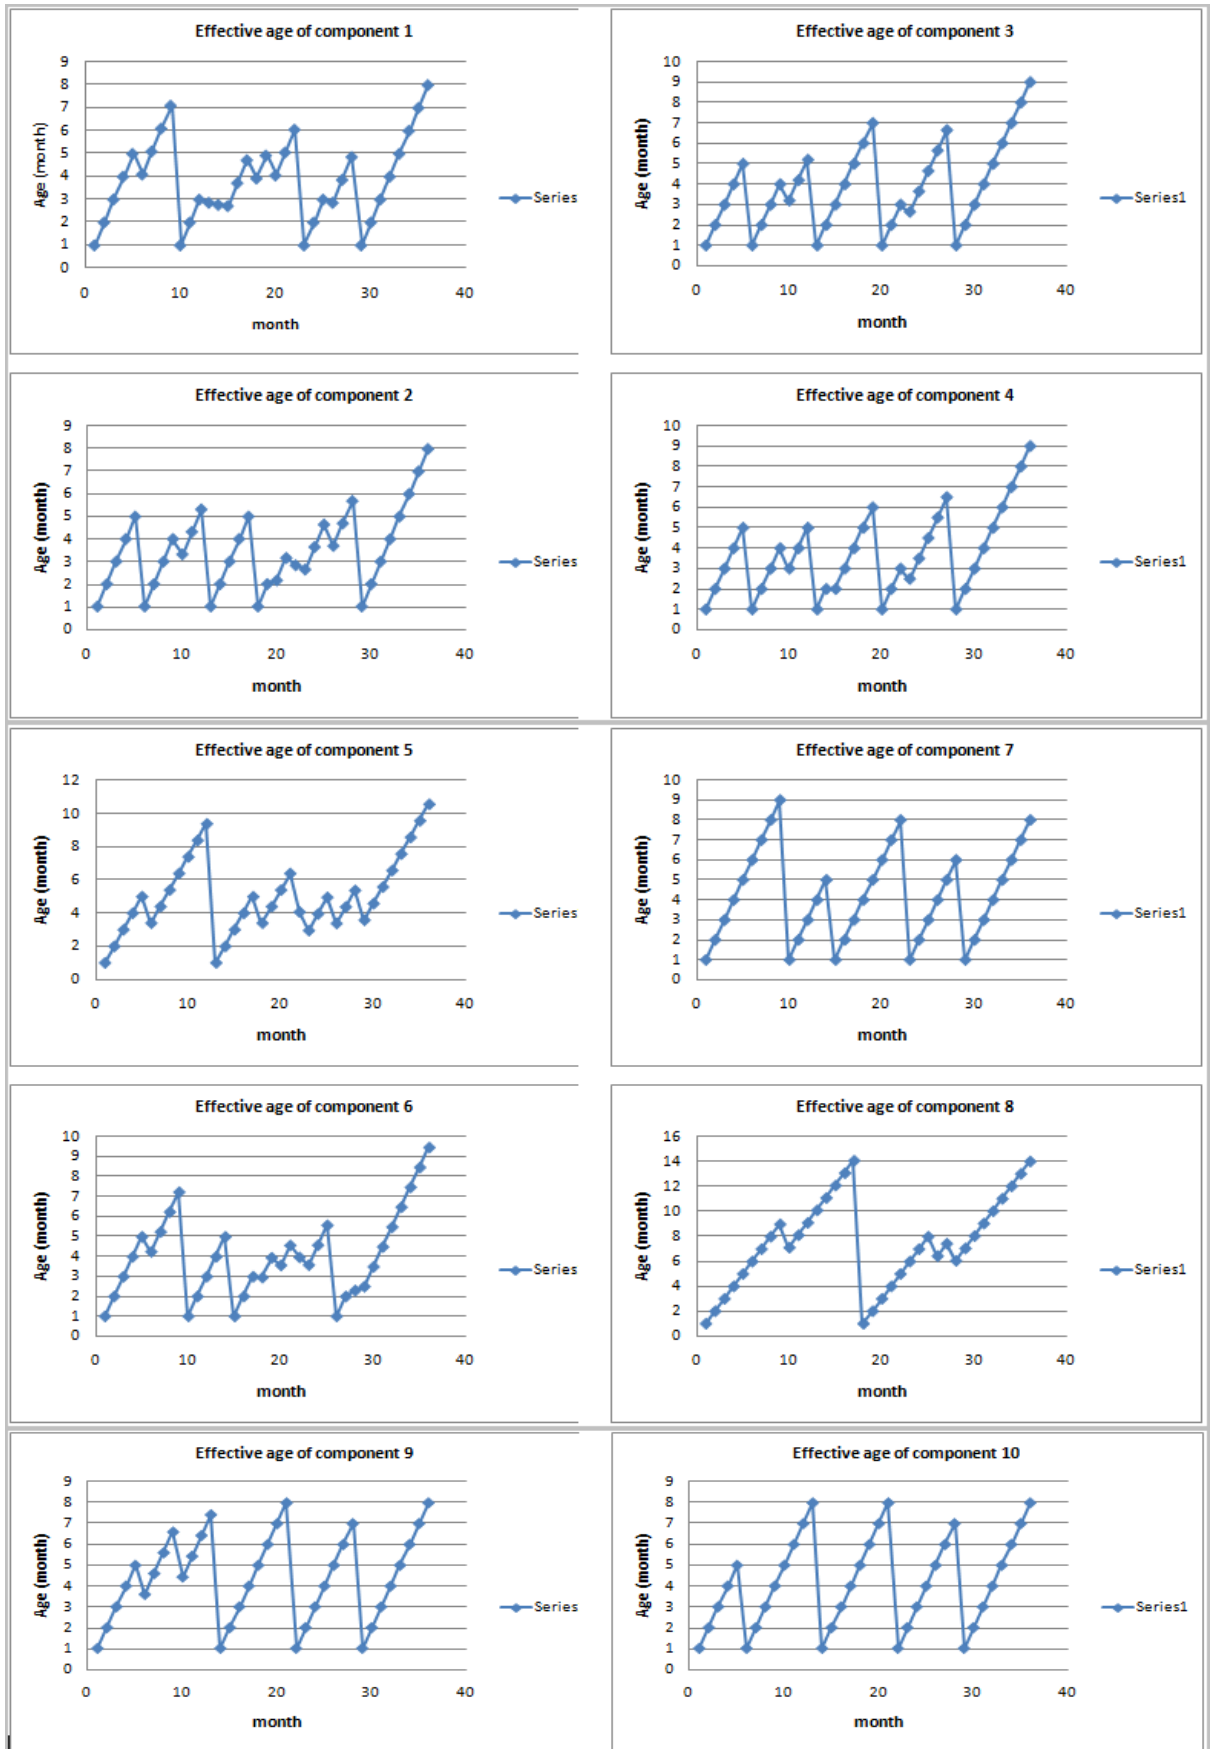 Effective age of component 1
9
8
7
6
5
4
3
2
1
0
Age (month)
0 10 20 30 40
month
Series
Effective age of component 3
10
9
8
7
6
5
4
3
2
1
0
Age (month)
0 10 20 30 40
month
Series1
Effective age of component 2
9
8
7
6
5
4
3
2
1
0
Age (month)
0 10 20 30 40
month
Series
Effective age of component 4
10
9
8
7
6
5
4
3
2
1
0
Age (month)
0 10 20 30 40
month
Series1
Effective age of component 5
12
10
8
6
4
2
0
Age (month)
0 10 20 30 40
month
Series
Effective age of component 7
10
9
8
7
6
5
4
3
2
1
0
Age (month)
0 10 20 30 40
month
Series1
Effective age of component 6
10
9
8
7
6
5
4
3
2
1
0
Age (month)
0 10 20 30 40
month
Series
Effective age of component 8
16
14
12
10
8
6
4
2
0
Age (month)
0 10 20 30 40
month
Series1
Effective age of component 9
9
8
7
6
5
4
3
2
1
0
Age (month)
0 10 20 30 40
month
Series
Effective age of component 10
9
8
7
6
5
4
3
2
1
0
Age (month)
0 10 20 30 40
month
Series1